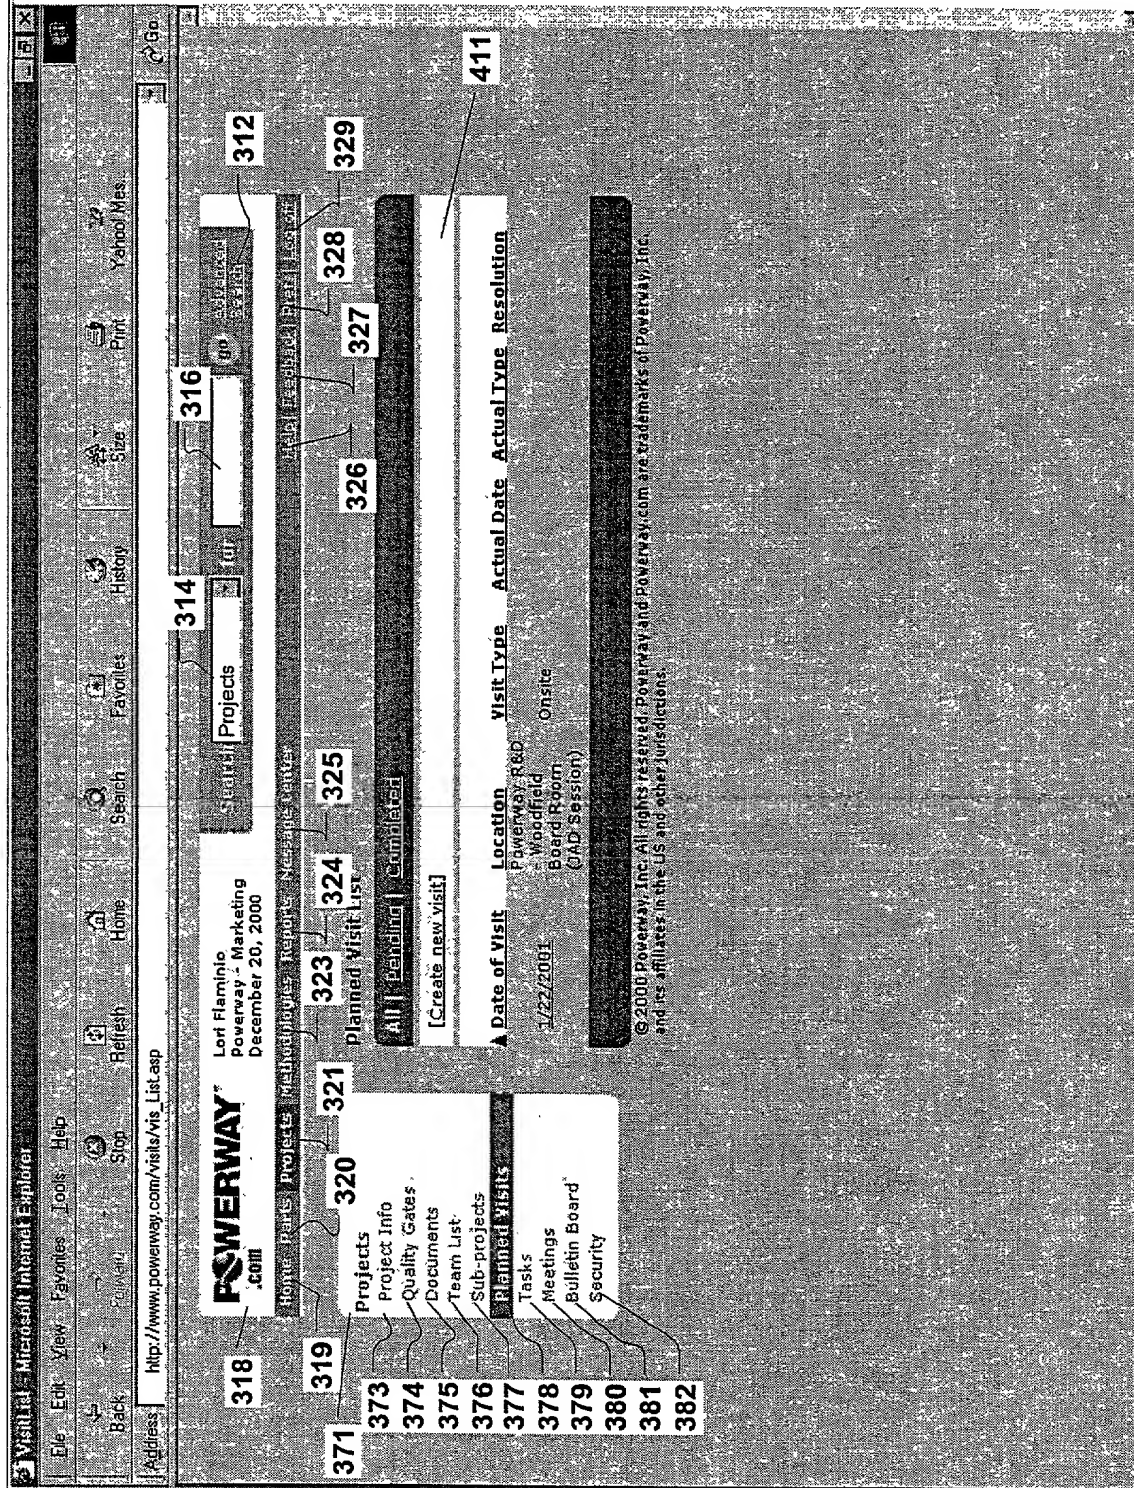 Visit List - Microsoft Internet Explorer
File Edit View Favorites Tools Help
Back Forward Stop Refresh Home Search Favorites History Size Print Yahoo! Mes...
Address http://www.powerway.com/visits/vis_List.asp Go
314 316 312
318 POWERWAY .com
Lori Flaminio
Powerway - Marketing
December 20, 2000
Search Projects for go Advanced Search
Home Parts Projects Methodologies Reports Message Center Help Feedback Pref Logout
319 320 321 323 324 325 326 327 328 329
371 Projects
373 Project Info
374 Quality Gates
375 Documents
376 Team List
377 Sub-projects
378 Planned Visits
379 Tasks
380 Meetings
381 Bulletin Board
382 Security
Planned Visit List
All | Pending | Completed
[Create new visit] 411
▲ Date of Visit Location Visit Type Actual Date Actual Type Resolution
1/22/2001 Powerway R&D Onsite
- Woodfield
Board Room
(JAD Session)
©2000 Powerway, Inc. All rights reserved. Powerway and Powerway.com are trademarks of Powerway, Inc.
and its affiliates in the US and other jurisdictions.